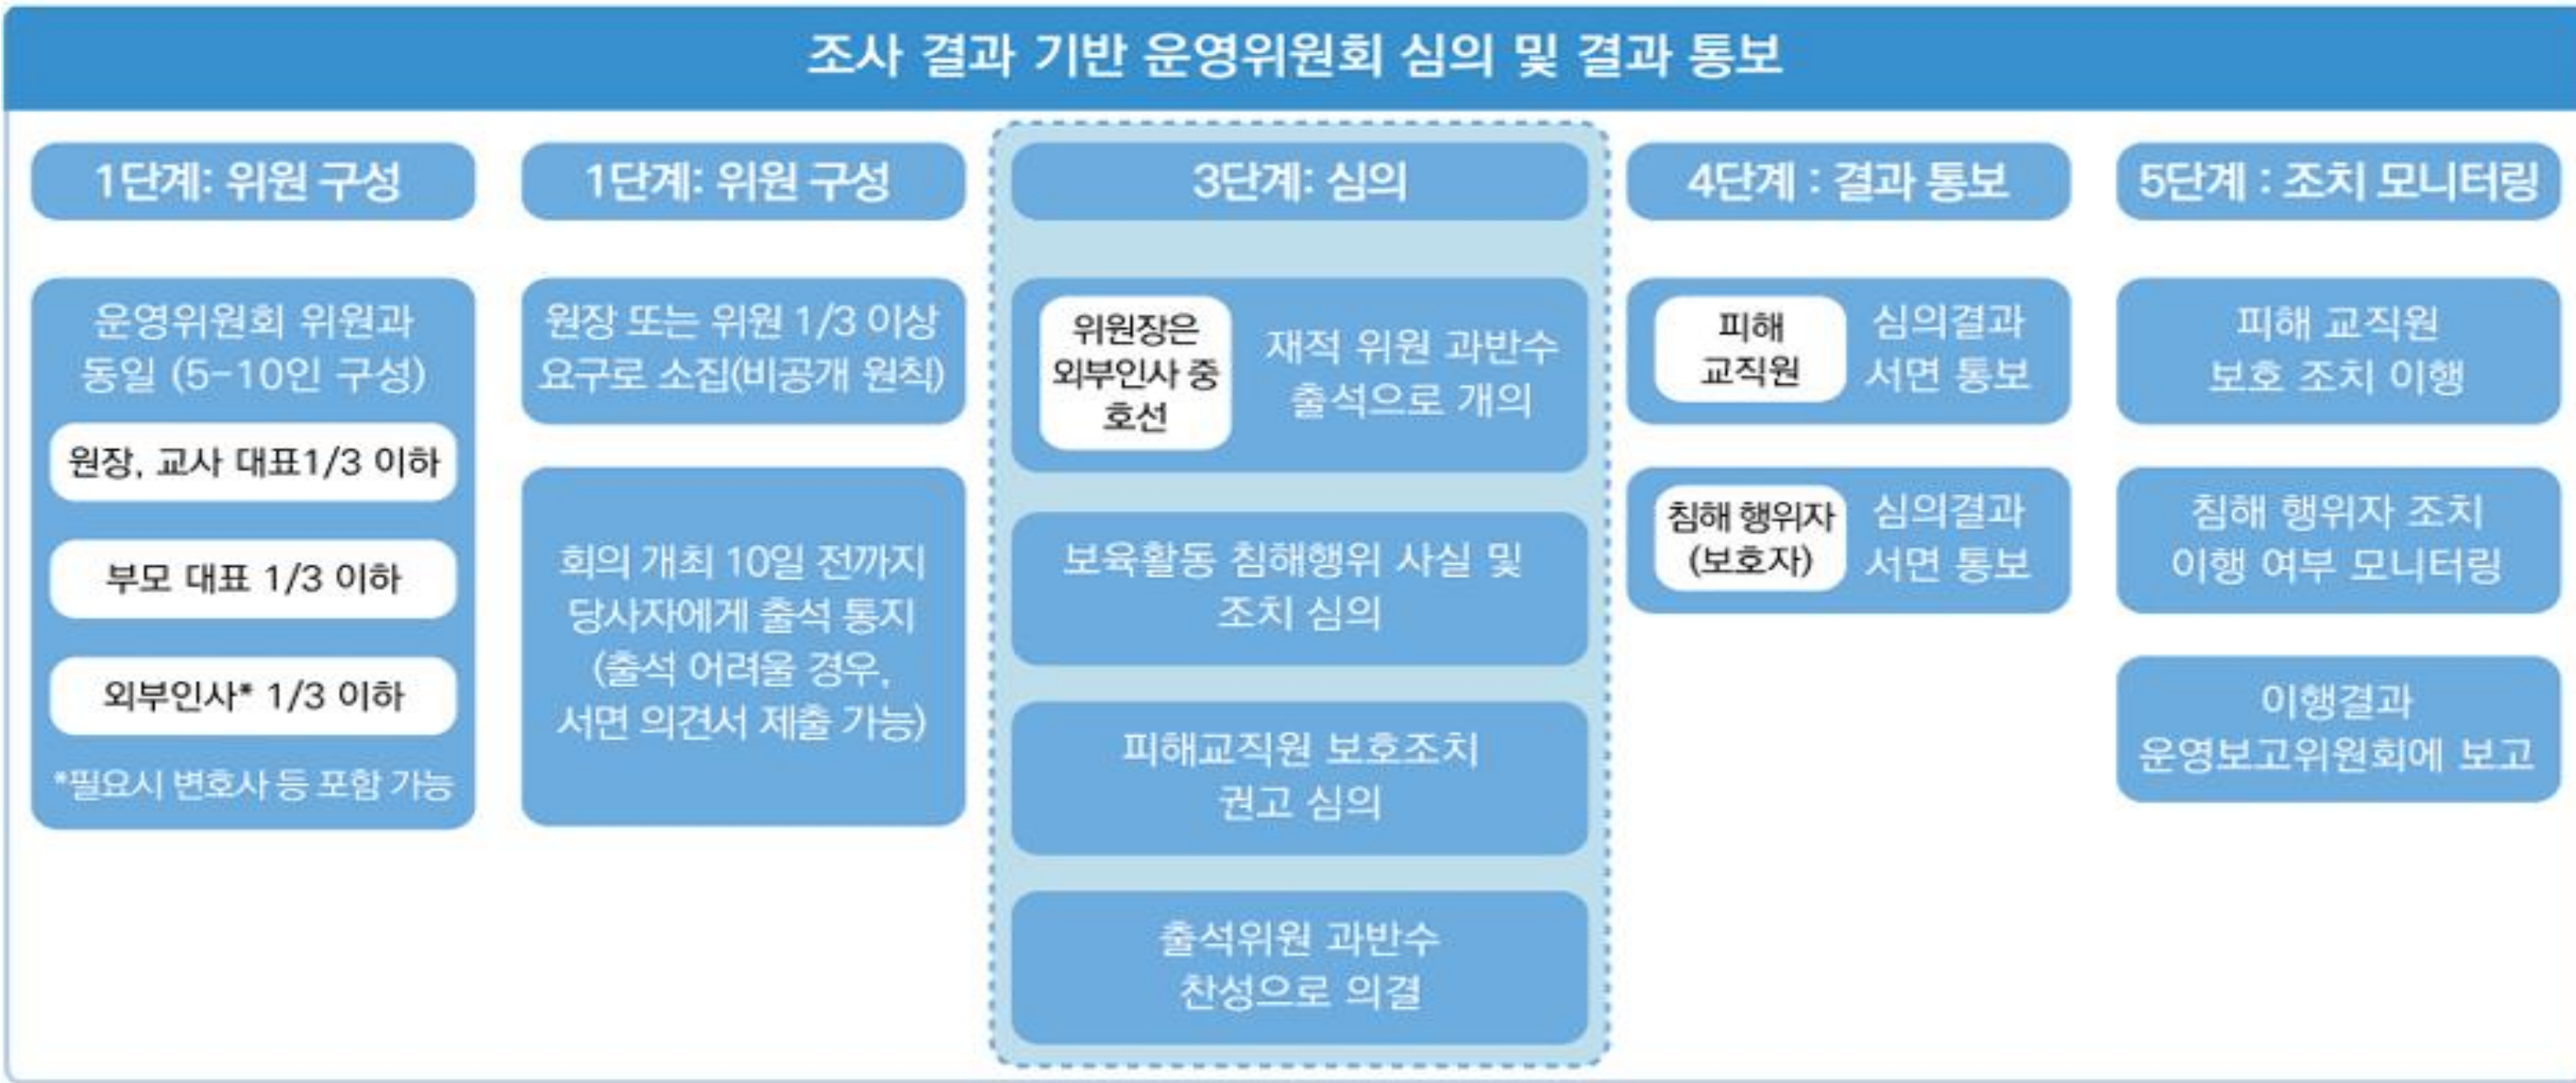 조사 결과 기반 운영위원회 심의 및 결과 통보
1단계: 위원 구성
운영위원회 위원과
동일 (5-10인 구성)
원장, 교사 대표1/3 이하
부모 대표 1/3 이하
외부인사* 1/3 이하
*필요시 변호사 등 포함 가능
1단계: 위원 구성
원장 또는 위원 1/3 이상
요구로 소집(비공개 원칙)
회의 개최 10일 전까지
당사자에게 출석 통지
(출석 어려울 경우,
서면 의견서 제출 가능)
3단계: 심의
위원장은
외부인사 중
호선
재적 위원 과반수
출석으로 개의
보육활동 침해행위 사실 및
조치 심의
피해교직원 보호조치
권고 심의
출석위원 과반수
찬성으로 의결
4단계 : 결과 통보
피해
교직원
심의결과
서면 통보
침해 행위자
(보호자)
심의결과
서면 통보
5단계 : 조치 모니터링
피해 교직원
보호 조치 이행
침해 행위자 조치
이행 여부 모니터링
이행결과
운영보고위원회에 보고